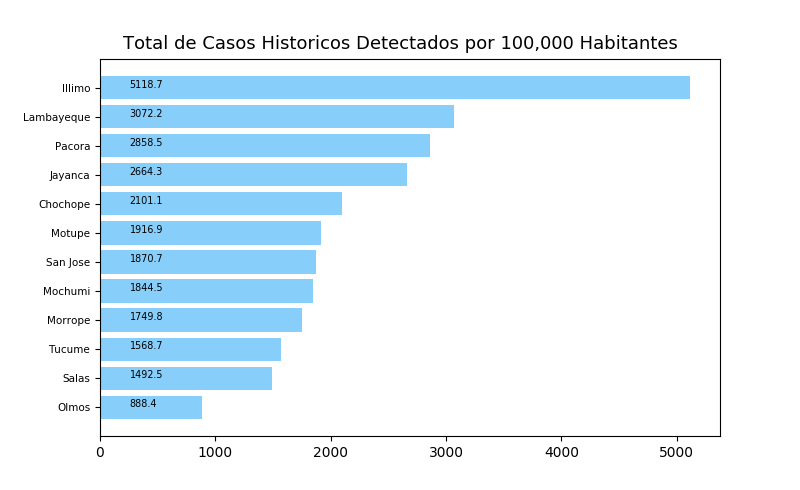 Total de Casos Historicos Detectados por 100,000 Habitantes
Illimo 5118.7
Lambayeque 3072.2
Pacora 2858.5
Jayanca 2664.3
Chochope 2101.1
Motupe 1916.9
San Jose 1870.7
Mochumi 1844.5
Morrope 1749.8
Tucume 1568.7
Salas 1492.5
Olmos 888.4
0 1000 2000 3000 4000 5000